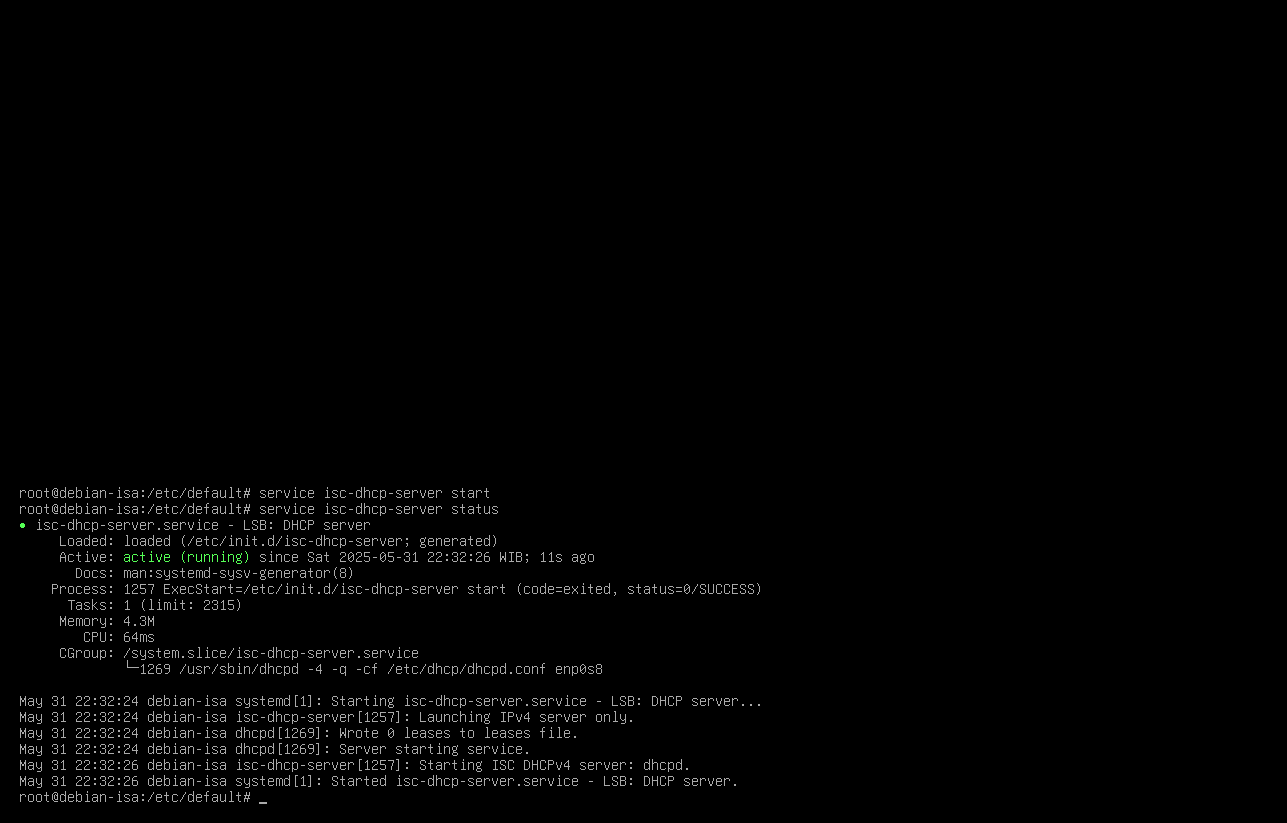 root@debian-isa:/etc/default# service isc-dhcp-server start
root@debian-isa:/etc/default# service isc-dhcp-server status
● isc-dhcp-server.service - LSB: DHCP server
     Loaded: loaded (/etc/init.d/isc-dhcp-server; generated)
     Active: active (running) since Sat 2025-05-31 22:32:26 WIB; 11s ago
       Docs: man:systemd-sysv-generator(8)
    Process: 1257 ExecStart=/etc/init.d/isc-dhcp-server start (code=exited, status=0/SUCCESS)
      Tasks: 1 (limit: 2315)
     Memory: 4.3M
        CPU: 64ms
     CGroup: /system.slice/isc-dhcp-server.service
             └─1269 /usr/sbin/dhcpd -4 -q -cf /etc/dhcp/dhcpd.conf enp0s8
May 31 22:32:24 debian-isa systemd[1]: Starting isc-dhcp-server.service - LSB: DHCP server...
May 31 22:32:24 debian-isa isc-dhcp-server[1257]: Launching IPv4 server only.
May 31 22:32:24 debian-isa dhcpd[1269]: Wrote 0 leases to leases file.
May 31 22:32:24 debian-isa dhcpd[1269]: Server starting service.
May 31 22:32:26 debian-isa isc-dhcp-server[1257]: Starting ISC DHCPv4 server: dhcpd.
May 31 22:32:26 debian-isa systemd[1]: Started isc-dhcp-server.service - LSB: DHCP server.
root@debian-isa:/etc/default# _